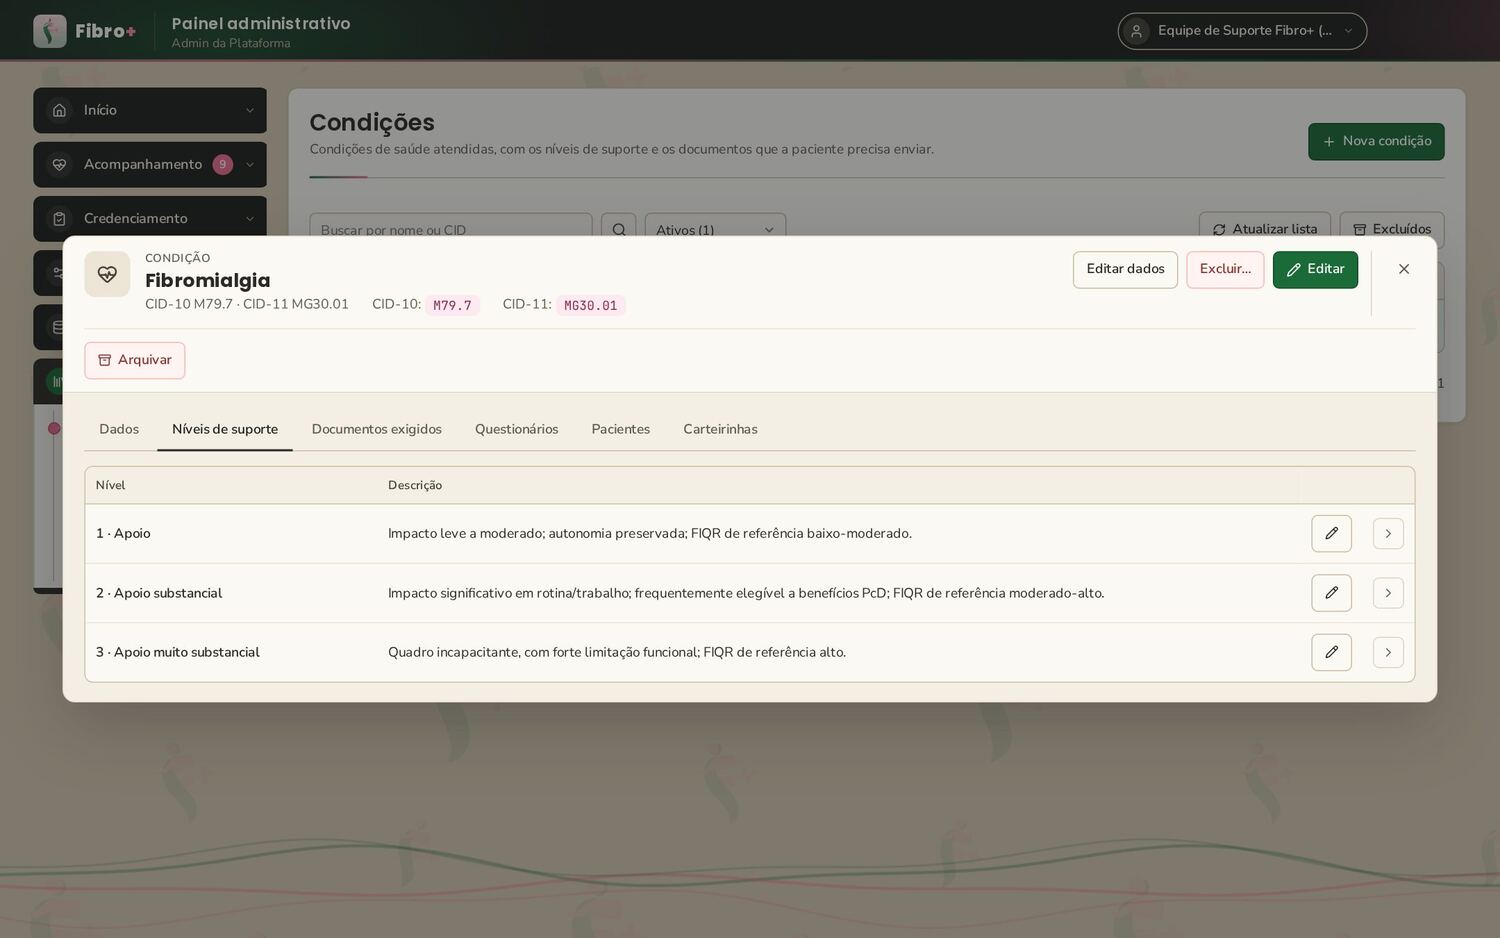 Fibro+
Painel administrativo
Admin da Plataforma
Equipe de Suporte Fibro+ (...
Início
Acompanhamento 9
Credenciamento
Condições
Condições de saúde atendidas, com os níveis de suporte e os documentos que a paciente precisa enviar.
+ Nova condição
Buscar por nome ou CID
Ativos (1)
Atualizar lista
Excluídos
CONDIÇÃO
Fibromialgia
CID-10 M79.7 · CID-11 MG30.01 CID-10: M79.7 CID-11: MG30.01
Editar dados
Excluir...
Editar
Arquivar
1
Dados
Níveis de suporte
Documentos exigidos
Questionários
Pacientes
Carteirinhas
Nível Descrição
1 · Apoio Impacto leve a moderado; autonomia preservada; FIQR de referência baixo-moderado.
2 · Apoio substancial Impacto significativo em rotina/trabalho; frequentemente elegível a benefícios PcD; FIQR de referência moderado-alto.
3 · Apoio muito substancial Quadro incapacitante, com forte limitação funcional; FIQR de referência alto.